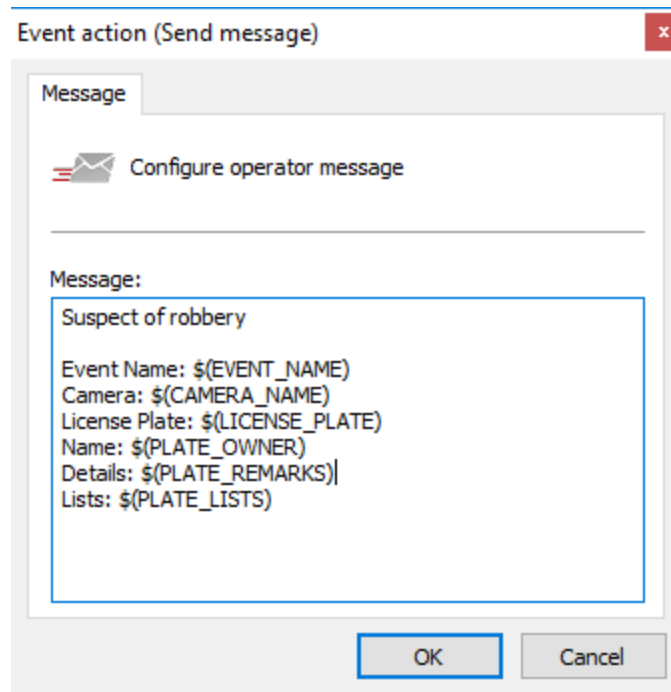 Event action (Send message)
x
Message
Configure operator message
Message:
Suspect of robbery
Event Name: $(EVENT_NAME)
Camera: $(CAMERA_NAME)
License Plate: $(LICENSE_PLATE)
Name: $(PLATE_OWNER)
Details: $(PLATE_REMARKS)
Lists: $(PLATE_LISTS)
OK
Cancel